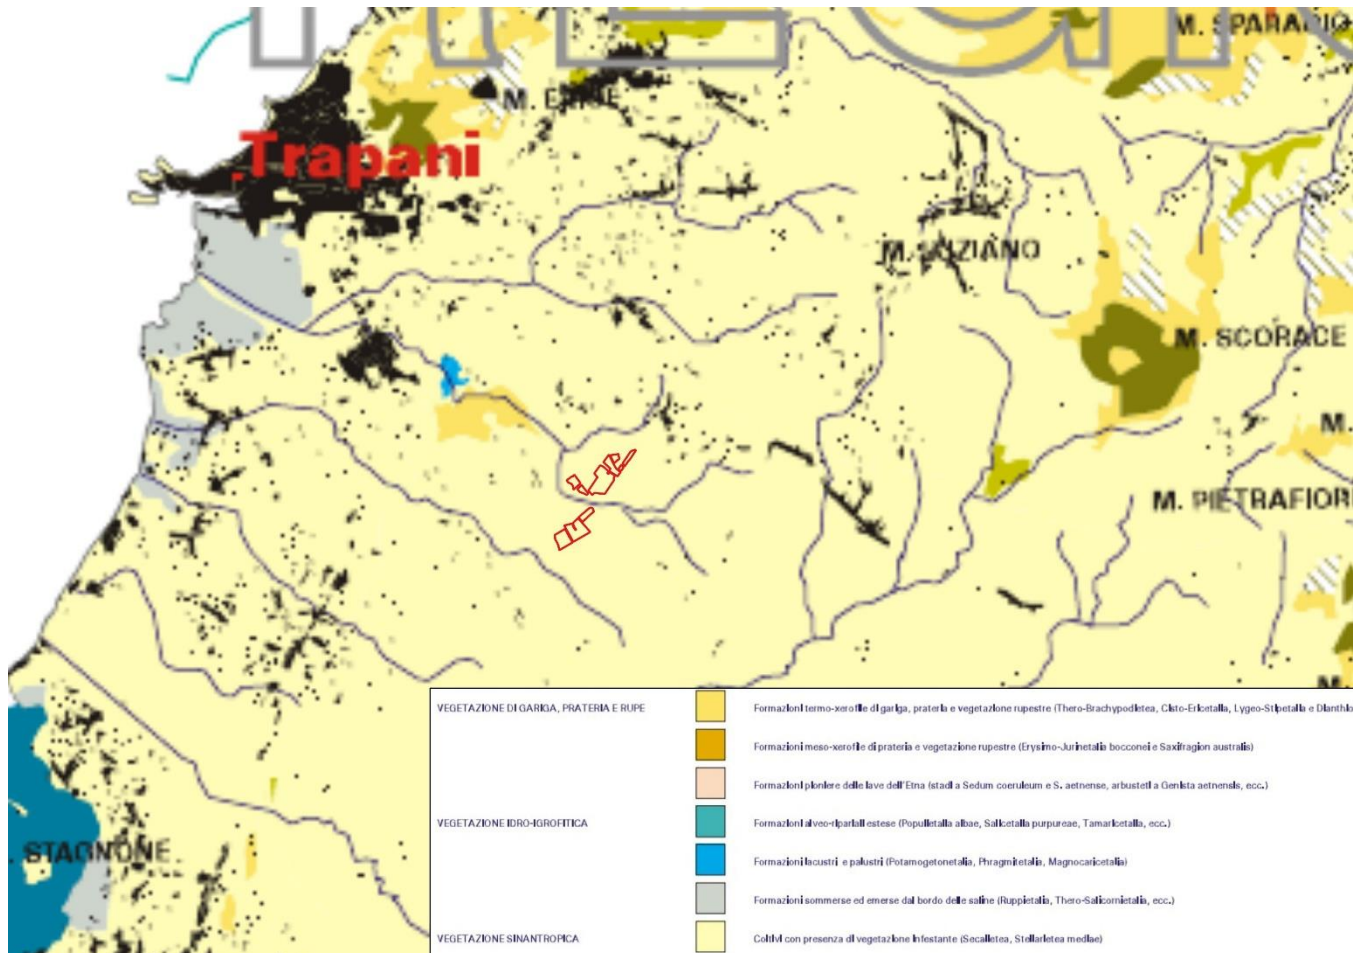 M. SPARAGIO
M. ERICE
.Trapani
M. LUZIANO
M. SCORACE
M.
M. PIETRAFIOR
M.
. STAGNONE
VEGETAZIONE DI GARIGA, PRATERIA E RUPE
Formazioni termo-xerofile di gariga, prateria e vegetazione rupestre (Thero-Brachypodietea, Cisto-Ericetalia, Lygeo-Stipetalia e Dianthio
Formazioni meso-xerofile di prateria e vegetazione rupestre (Erysimo-Jurinetalia bocconei e Saxifragion australis)
Formazioni pioniere delle lave dell'Etna (stadi a Sedum coeruleum e S. aetnense, arbusteti a Genista aetnensis, ecc.)
VEGETAZIONE IDRO-IGROFITICA
Formazioni alveo-ripariali estese (Populetalia albae, Salicetalia purpureae, Tamaricetalia, ecc.)
Formazioni lacustri e palustri (Potamogetonetalia, Phragmitetalia, Magnocaricetalia)
Formazioni sommerse ed emerse dal bordo delle saline (Ruppietalia, Thero-Salicornietalia, ecc.)
VEGETAZIONE SINANTROPICA
Coltivi con presenza di vegetazione infestante (Secalietea, Stellarietea mediae)